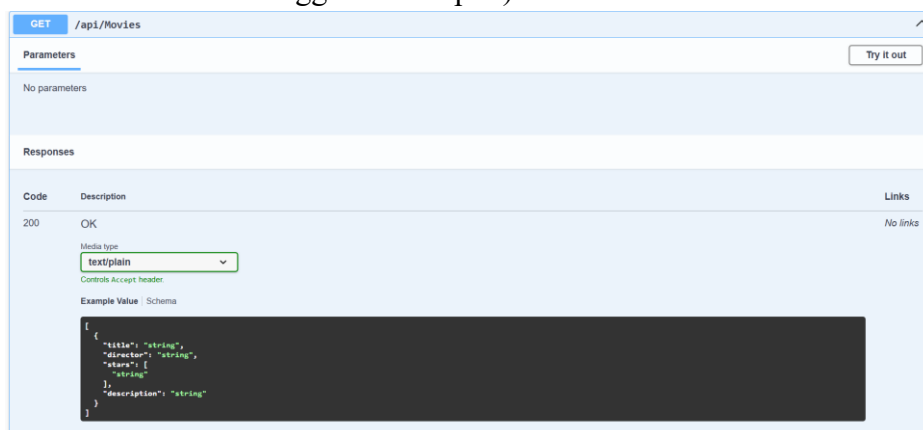 GET /api/Movies
Parameters Try it out
No parameters
Responses
Code Description Links
200 OK No links
Media type
text/plain
Controls Accept header.
Example Value Schema
[
{
"title": "string",
"director": "string",
"stars": [
"string"
],
"description": "string"
}
]